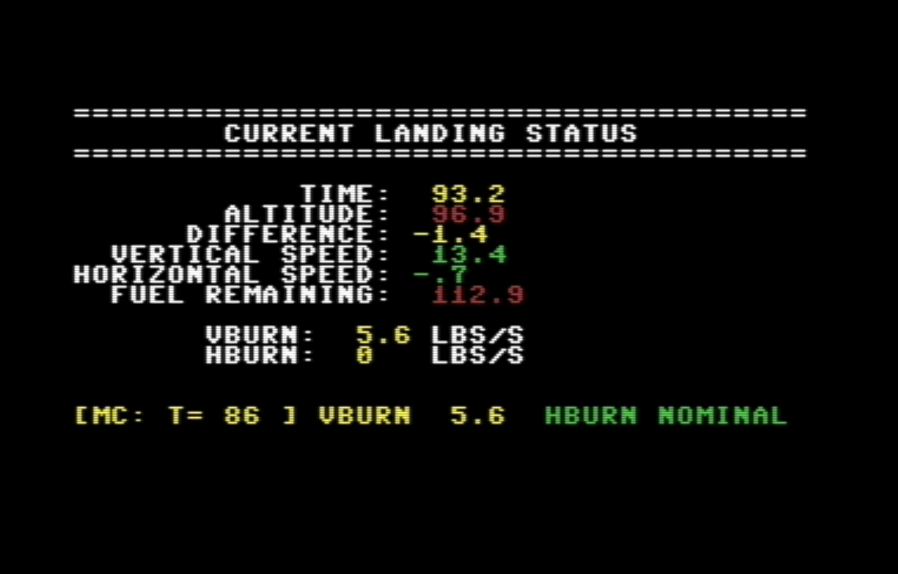 =======================================
CURRENT LANDING STATUS
=======================================
TIME: 93.2
ALTITUDE: 96.9
DIFFERENCE: -1.4
VERTICAL SPEED: 13.4
HORIZONTAL SPEED: -.7
FUEL REMAINING: 112.9
VBURN: 5.6 LBS/S
HBURN: 0 LBS/S
[MC: T= 86 ] VBURN 5.6 HBURN NOMINAL